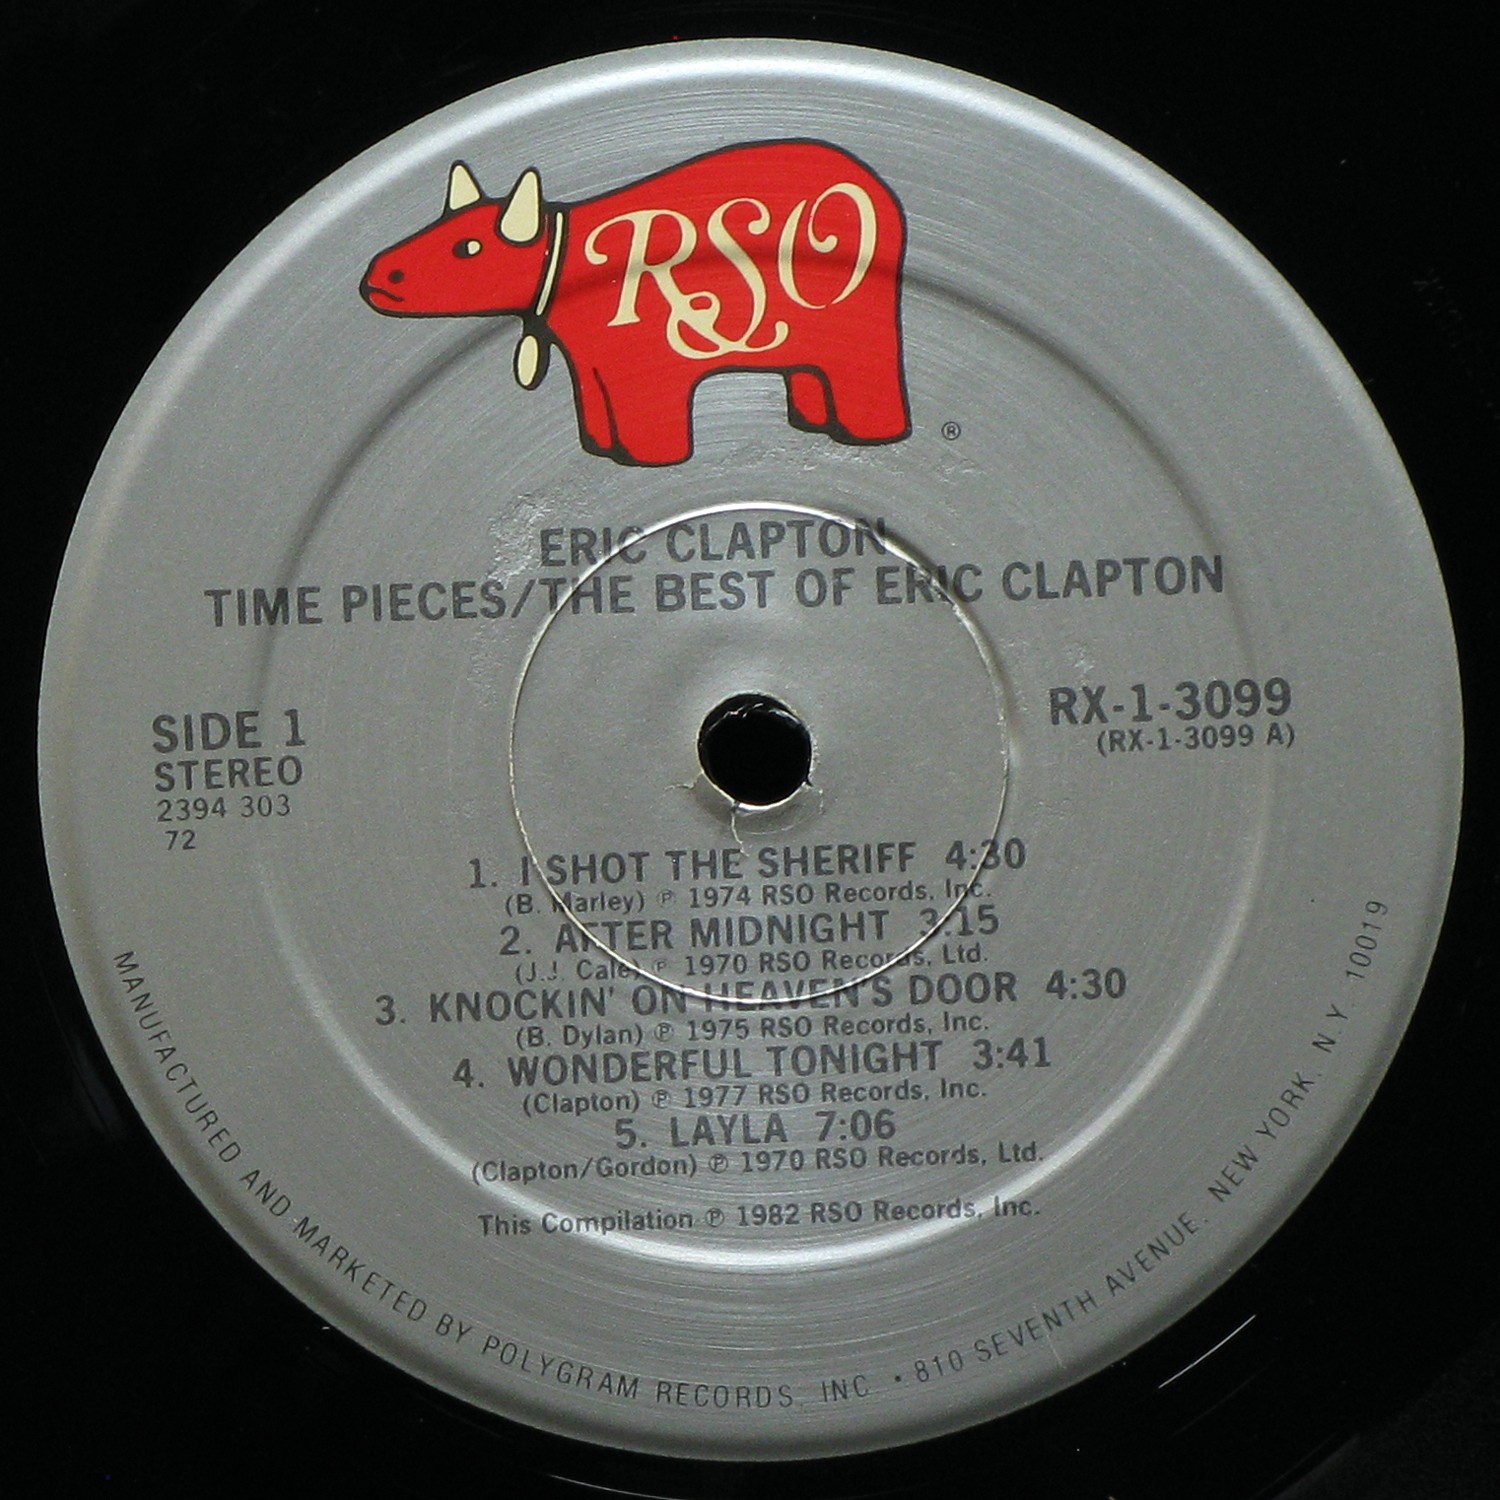 RSO
®
ERIC CLAPTON
TIME PIECES/THE BEST OF ERIC CLAPTON
SIDE 1
STEREO
2394 303
72
RX-1-3099
(RX-1-3099 A)
1. I SHOT THE SHERIFF 4:30
(B. Marley) ℗ 1974 RSO Records, Inc.
2. AFTER MIDNIGHT 3:15
(J.J. Cale) ℗ 1970 RSO Records, Ltd.
3. KNOCKIN' ON HEAVEN'S DOOR 4:30
(B. Dylan) ℗ 1975 RSO Records, Inc.
4. WONDERFUL TONIGHT 3:41
(Clapton) ℗ 1977 RSO Records, Inc.
5. LAYLA 7:06
(Clapton/Gordon) ℗ 1970 RSO Records, Ltd.
This Compilation ℗ 1982 RSO Records, Inc.
MANUFACTURED AND MARKETED BY POLYGRAM RECORDS, INC • 810 SEVENTH AVENUE, NEW YORK, N.Y. 10019